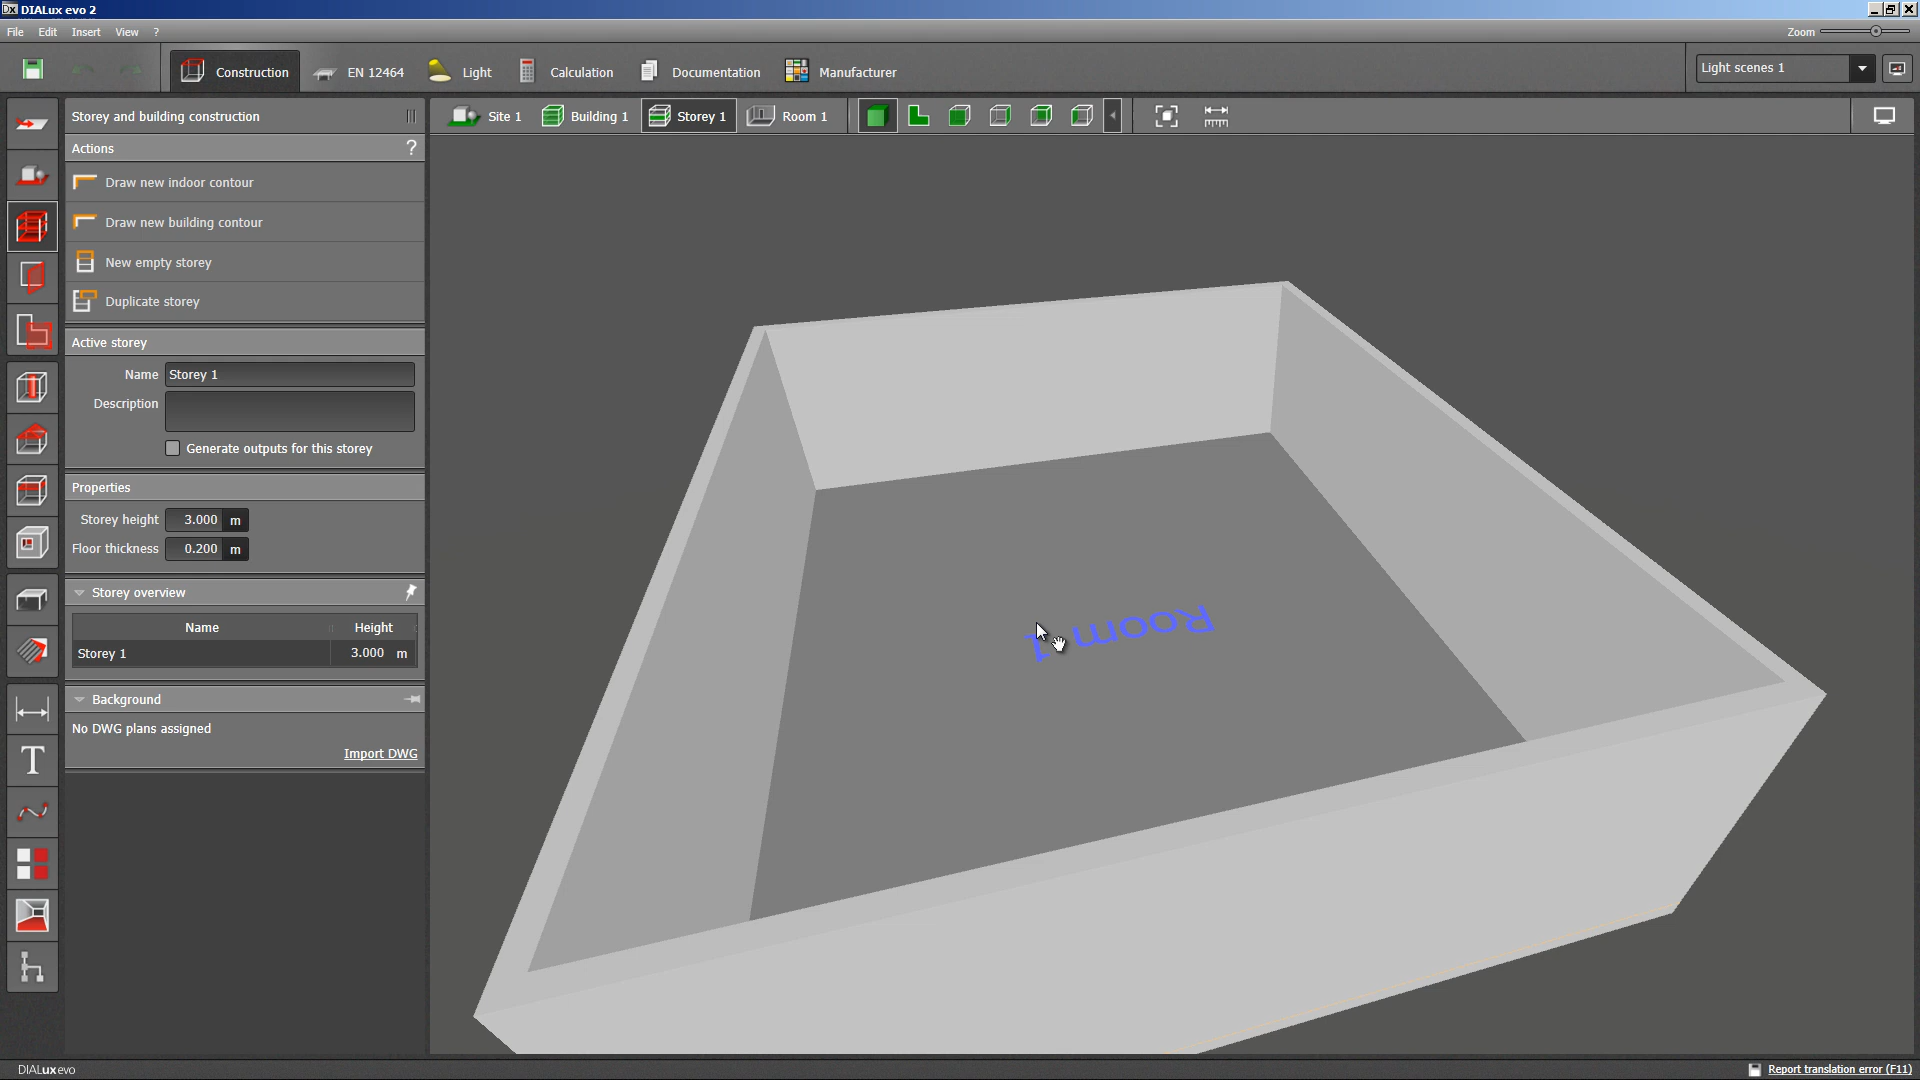 DIALux evo 2
File Edit Insert View ?
Zoom
Construction EN 12464 Light Calculation Documentation Manufacturer
Light scenes 1
Storey and building construction
Site 1 Building 1 Storey 1 Room 1
Actions ?
Draw new indoor contour
Draw new building contour
New empty storey
Duplicate storey
Active storey
Name Storey 1
Description
Generate outputs for this storey
Properties
Storey height 3.000 m
Floor thickness 0.200 m
Storey overview
Name Height
Storey 1 3.000 m
Background
No DWG plans assigned
Import DWG
T
Room 1
DIALux evo
Report translation error (F11)